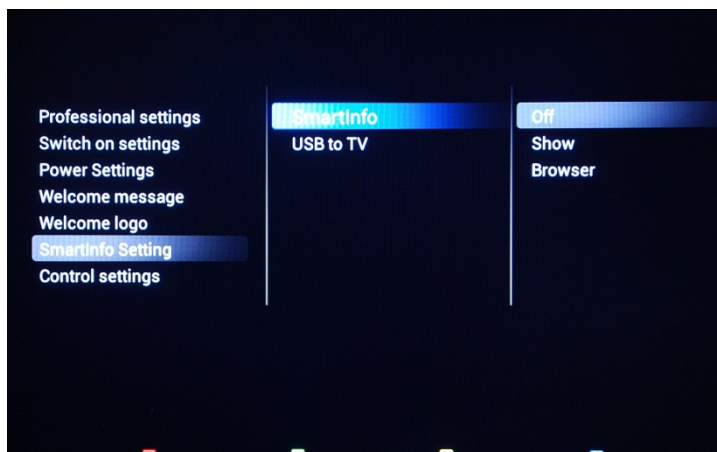 Professional settings
Switch on settings
Power Settings
Welcome message
Welcome logo
SmartInfo Setting
Control settings
SmartInfo
USB to TV
Off
Show
Browser